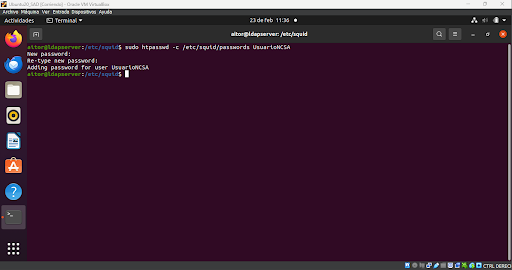 Ubuntu20_SAD [Corriendo] - Oracle VM VirtualBox
Archivo Máquina Ver Entrada Dispositivos Ayuda
Actividades Terminal 23 de feb 11:36
aitor@ldapserver: /etc/squid
aitor@ldapserver:/etc/squid$ sudo htpasswd -c /etc/squid/passwords UsuarioNCSA
New password:
Re-type new password:
Adding password for user UsuarioNCSA
aitor@ldapserver:/etc/squid$
CTRL DERECHA